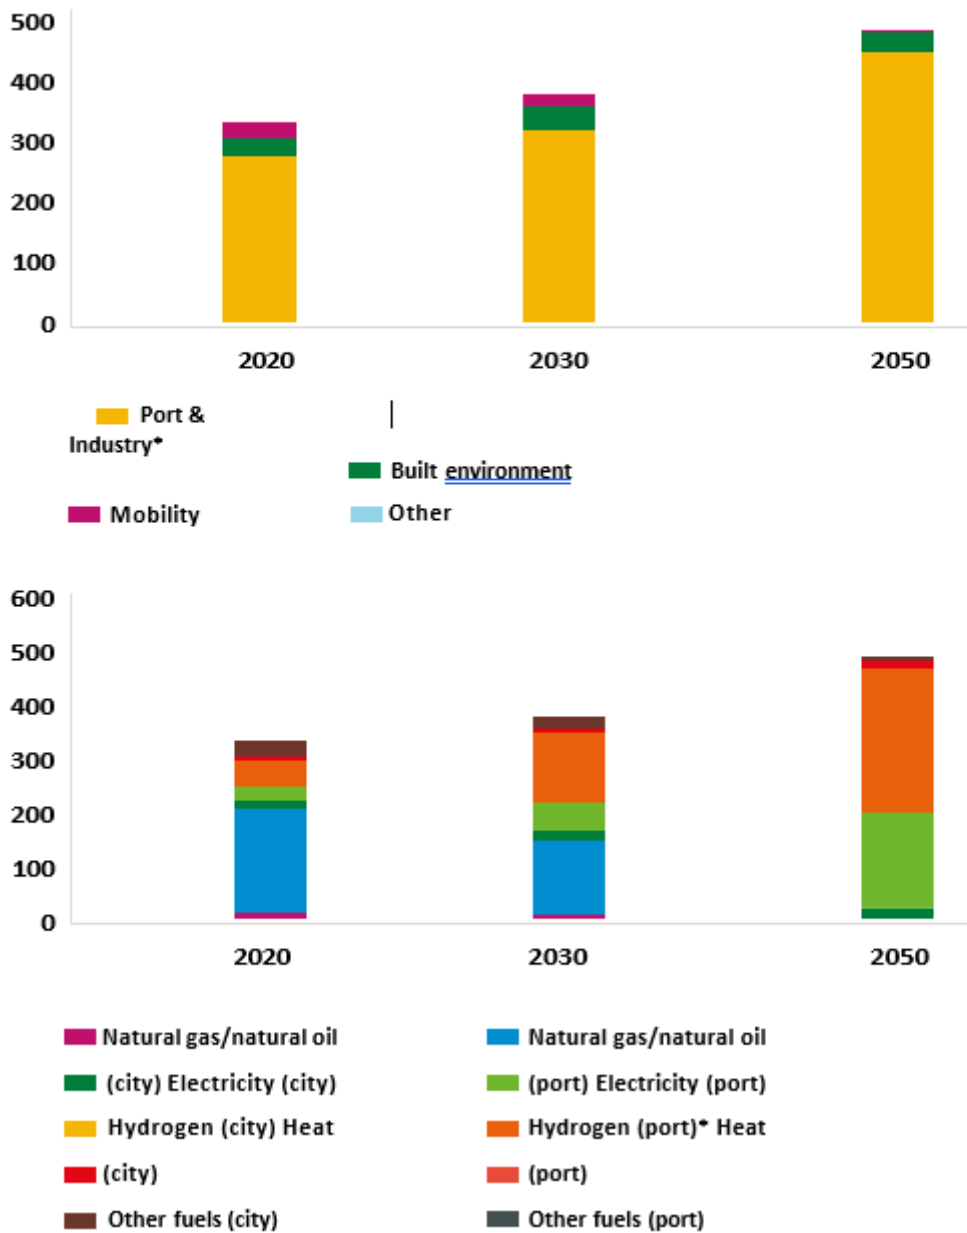 500
400
300
200
100
0
2020 2030 2050
Port &
Industry*
Built environment
Mobility Other
600
500
400
300
200
100
0
2020 2030 2050
Natural gas/natural oil Natural gas/natural oil
(city) Electricity (city) (port) Electricity (port)
Hydrogen (city) Heat Hydrogen (port)* Heat
(city) (port)
Other fuels (city) Other fuels (port)